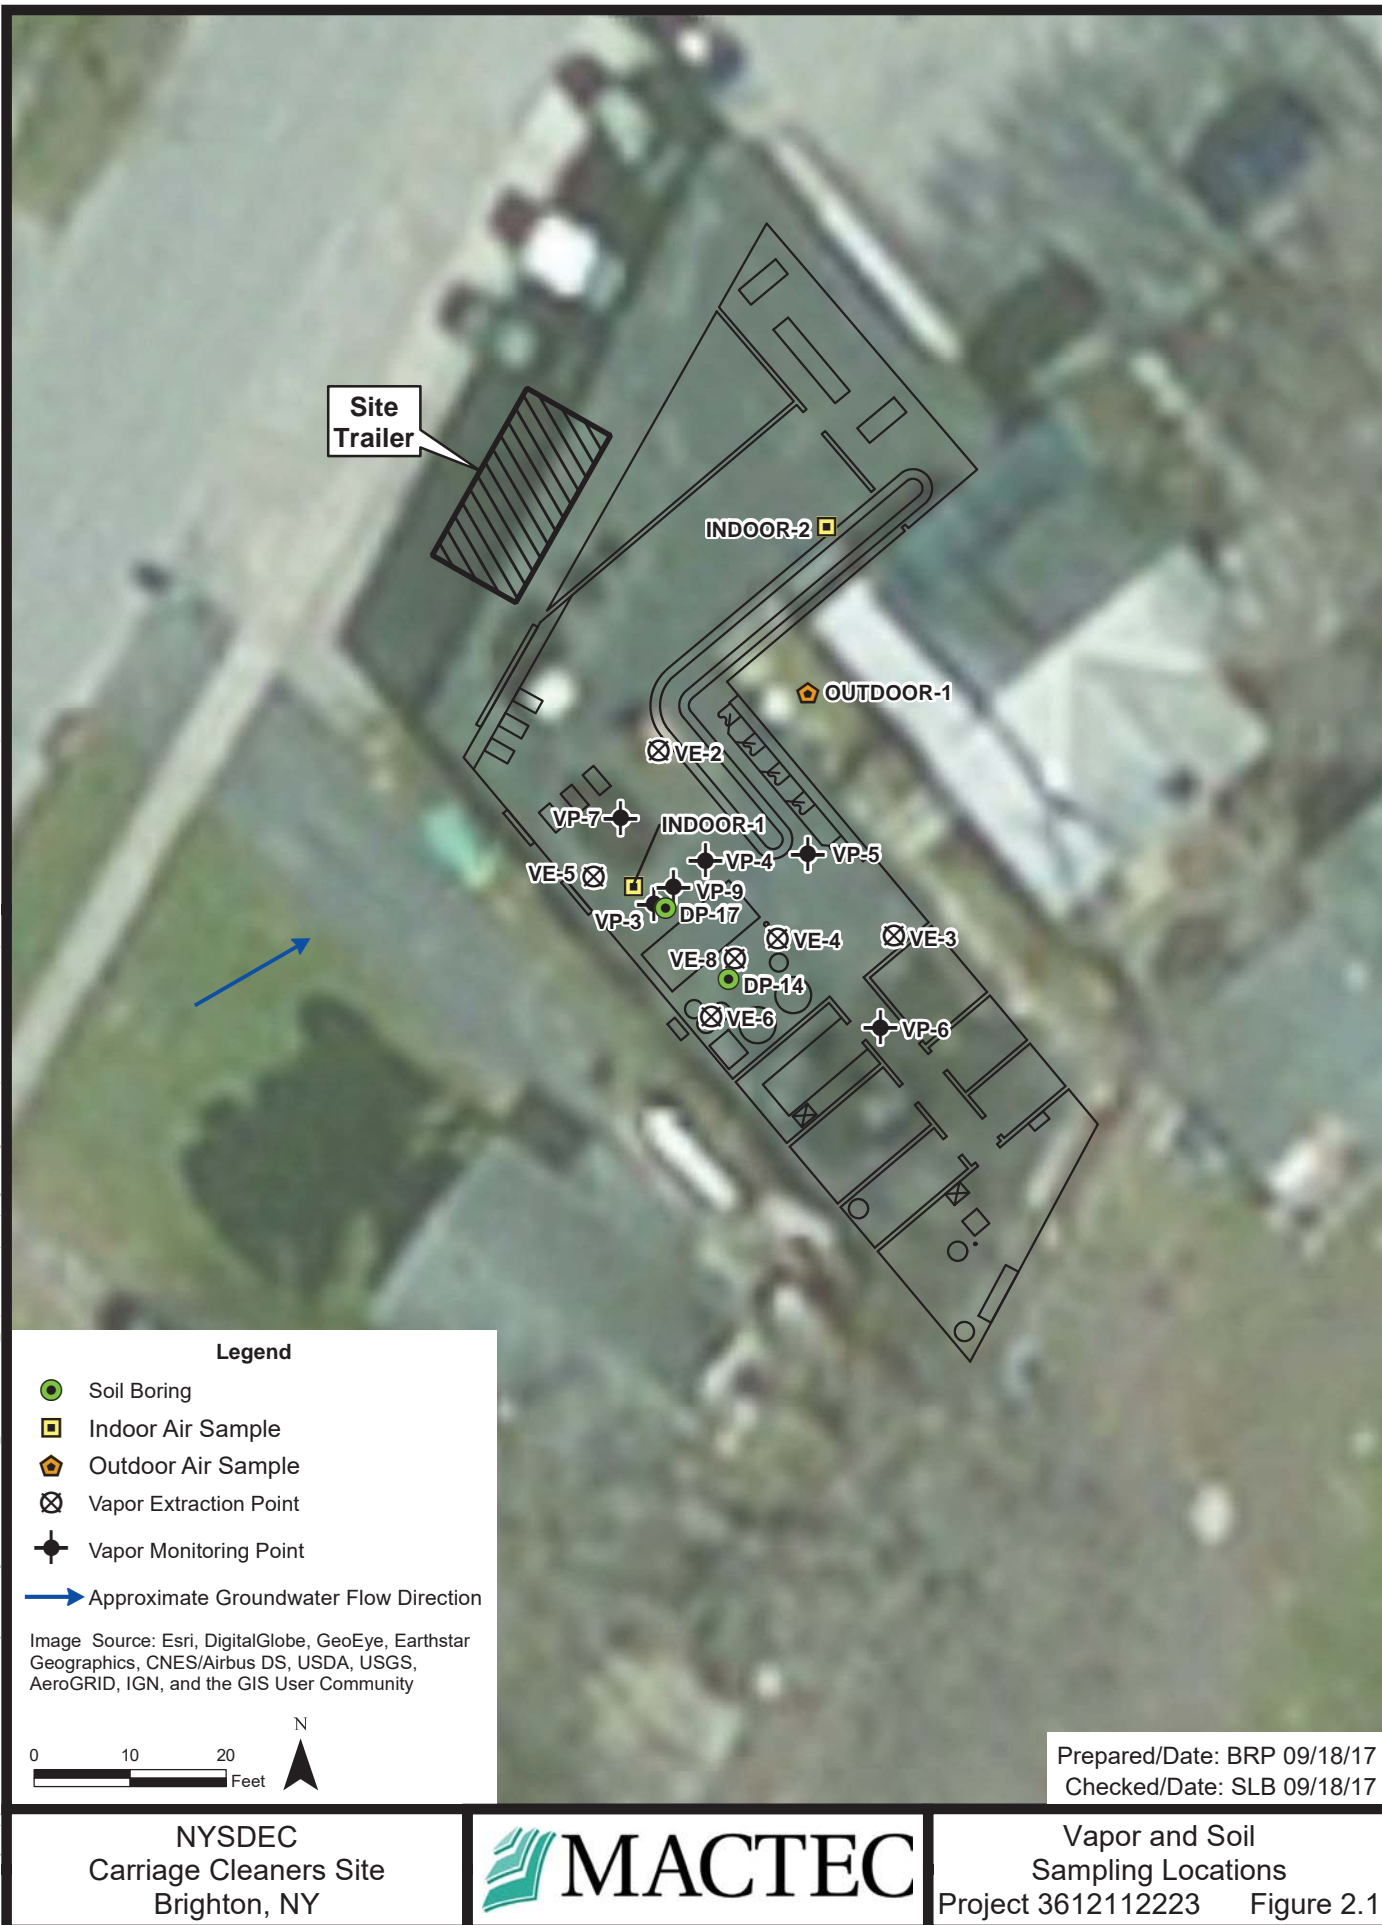 Site
Trailer
INDOOR-2
OUTDOOR-1
VE-2
VP-7
INDOOR-1
VP-4
VP-5
VE-5
VP-9
VP-3
DP-17
VE-4
VE-3
VE-8
DP-14
VE-6
VP-6
Legend
Soil Boring
Indoor Air Sample
Outdoor Air Sample
Vapor Extraction Point
Vapor Monitoring Point
Approximate Groundwater Flow Direction
Image Source: Esri, DigitalGlobe, GeoEye, Earthstar
Geographics, CNES/Airbus DS, USDA, USGS,
AeroGRID, IGN, and the GIS User Community
N
0 10 20
Feet
Prepared/Date: BRP 09/18/17
Checked/Date: SLB 09/18/17
NYSDEC
Carriage Cleaners Site
Brighton, NY
MACTEC
Vapor and Soil
Sampling Locations
Project 3612112223 Figure 2.1